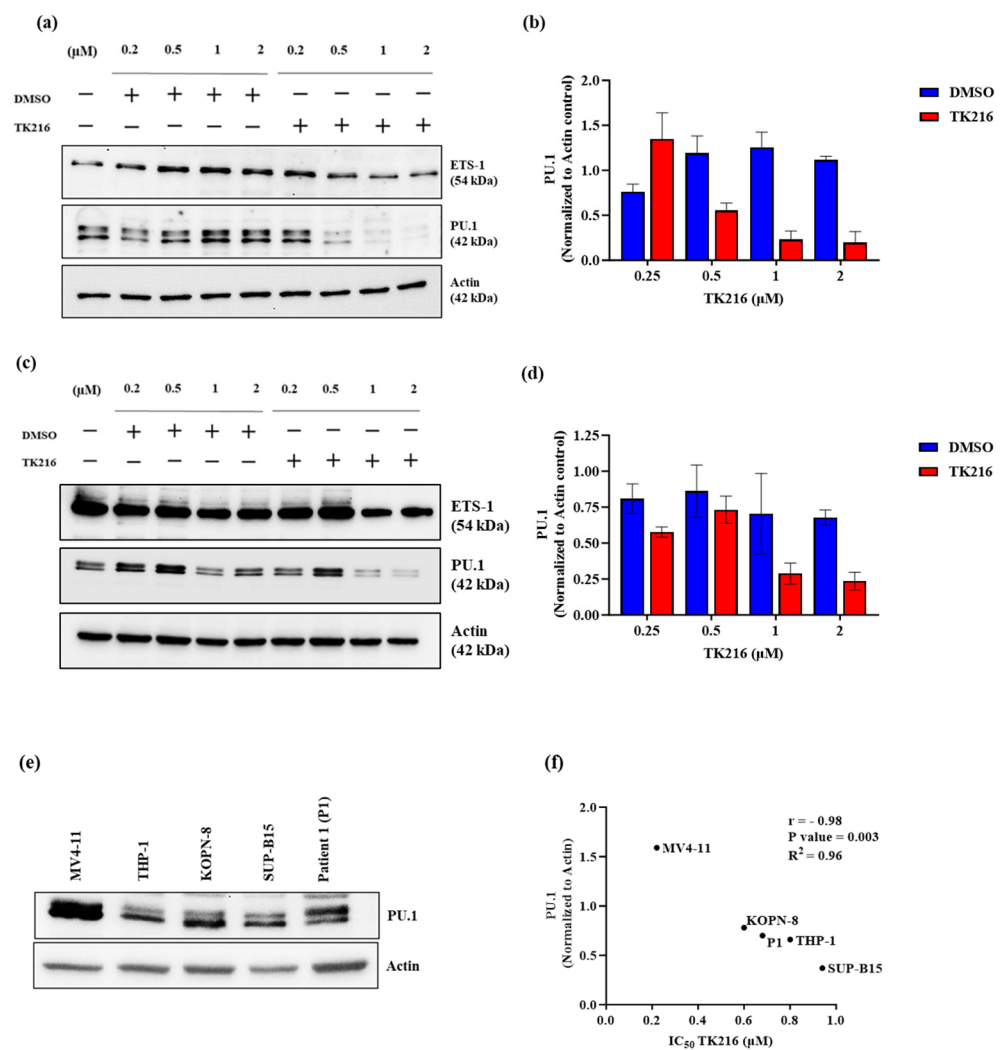 (a)
(µM) 0.2 0.5 1 2 0.2 0.5 1 2
DMSO − + + + + − − − −
TK216 − − − − − + + + +
ETS-1
(54 kDa)
PU.1
(42 kDa)
Actin
(42 kDa)
(b)
PU.1
(Normalized to Actin control)
2.0
1.5
1.0
0.5
0.0
0.25 0.5 1 2
TK216 (µM)
DMSO
TK216
(c)
(µM) 0.2 0.5 1 2 0.2 0.5 1 2
DMSO − + + + + − − − −
TK216 − − − − − + + + +
ETS-1
(54 kDa)
PU.1
(42 kDa)
Actin
(42 kDa)
(d)
PU.1
(Normalized to Actin control)
1.25
1.00
0.75
0.50
0.25
0.00
0.25 0.5 1 2
TK216 (µM)
DMSO
TK216
(e)
MV4-11
THP-1
KOPN-8
SUP-B15
Patient 1 (P1)
PU.1
Actin
(f)
PU.1
(Normalized to Actin)
2.0
1.5
1.0
0.5
0.0
r = - 0.98
P value = 0.003
R² = 0.96
MV4-11
KOPN-8
P1
THP-1
SUP-B15
0.0 0.2 0.4 0.6 0.8 1.0
IC₅₀ TK216 (µM)